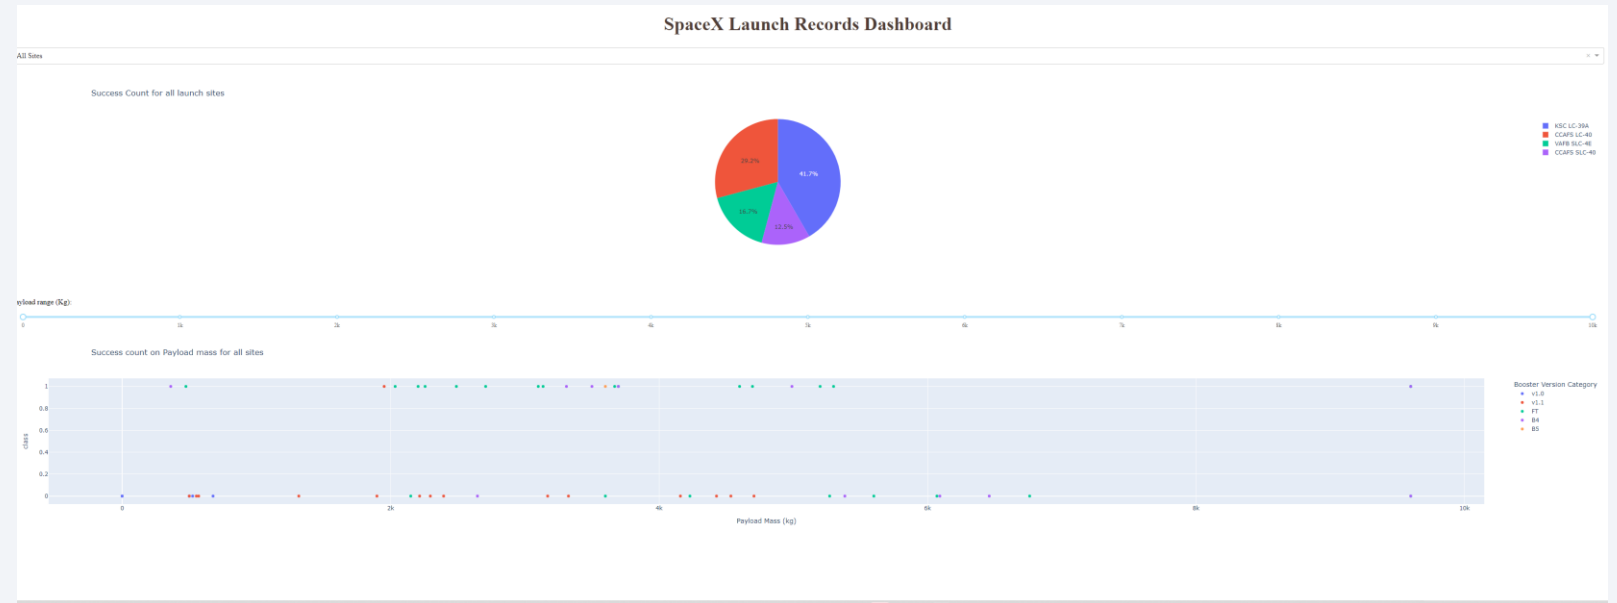 SpaceX Launch Records Dashboard
All Sites
× 
Success Count for all launch sites
KSC LC-39A
CCAFS LC-40
VAFB SLC-4E
CCAFS SLC-40
29.2%
41.7%
16.7%
12.5%
ayload range (Kg):
0 1k 2k 3k 4k 5k 6k 7k 8k 9k 10k
Success count on Payload mass for all sites
Booster Version Category
v1.0
v1.1
FT
B4
B5
1
0.8
0.6
0.4
0.2
0
class
0 2k 4k 6k 8k 10k
Payload Mass (kg)